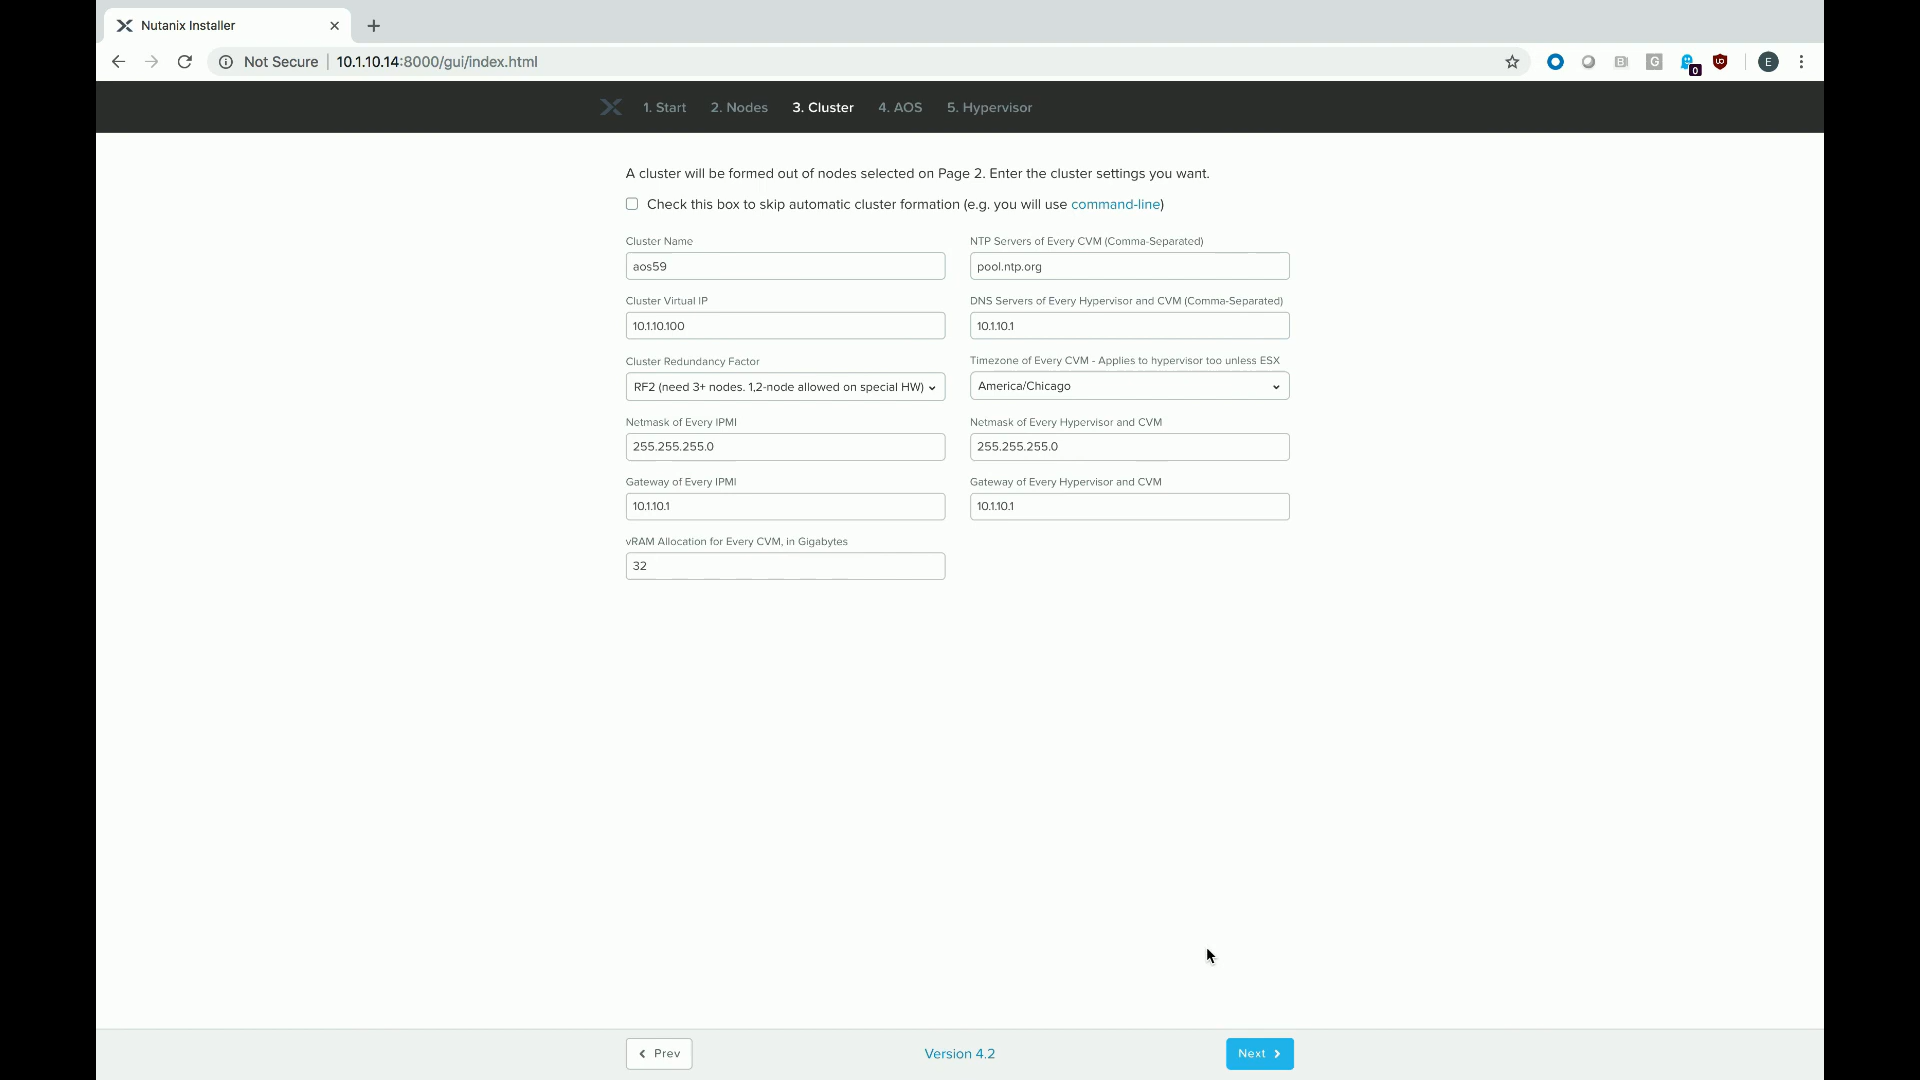 Nutanix Installer
Not Secure 10.1.10.14:8000/gui/index.html
B G 0 E
1. Start 2. Nodes 3. Cluster 4. AOS 5. Hypervisor
A cluster will be formed out of nodes selected on Page 2. Enter the cluster settings you want.
Check this box to skip automatic cluster formation (e.g. you will use command-line)
Cluster Name
aos59
NTP Servers of Every CVM (Comma-Separated)
pool.ntp.org
Cluster Virtual IP
10.1.10.100
DNS Servers of Every Hypervisor and CVM (Comma-Separated)
10.1.10.1
Cluster Redundancy Factor
RF2 (need 3+ nodes. 1,2-node allowed on special HW)
Timezone of Every CVM - Applies to hypervisor too unless ESX
America/Chicago
Netmask of Every IPMI
255.255.255.0
Netmask of Every Hypervisor and CVM
255.255.255.0
Gateway of Every IPMI
10.1.10.1
Gateway of Every Hypervisor and CVM
10.1.10.1
vRAM Allocation for Every CVM, in Gigabytes
32
Prev
Version 4.2
Next